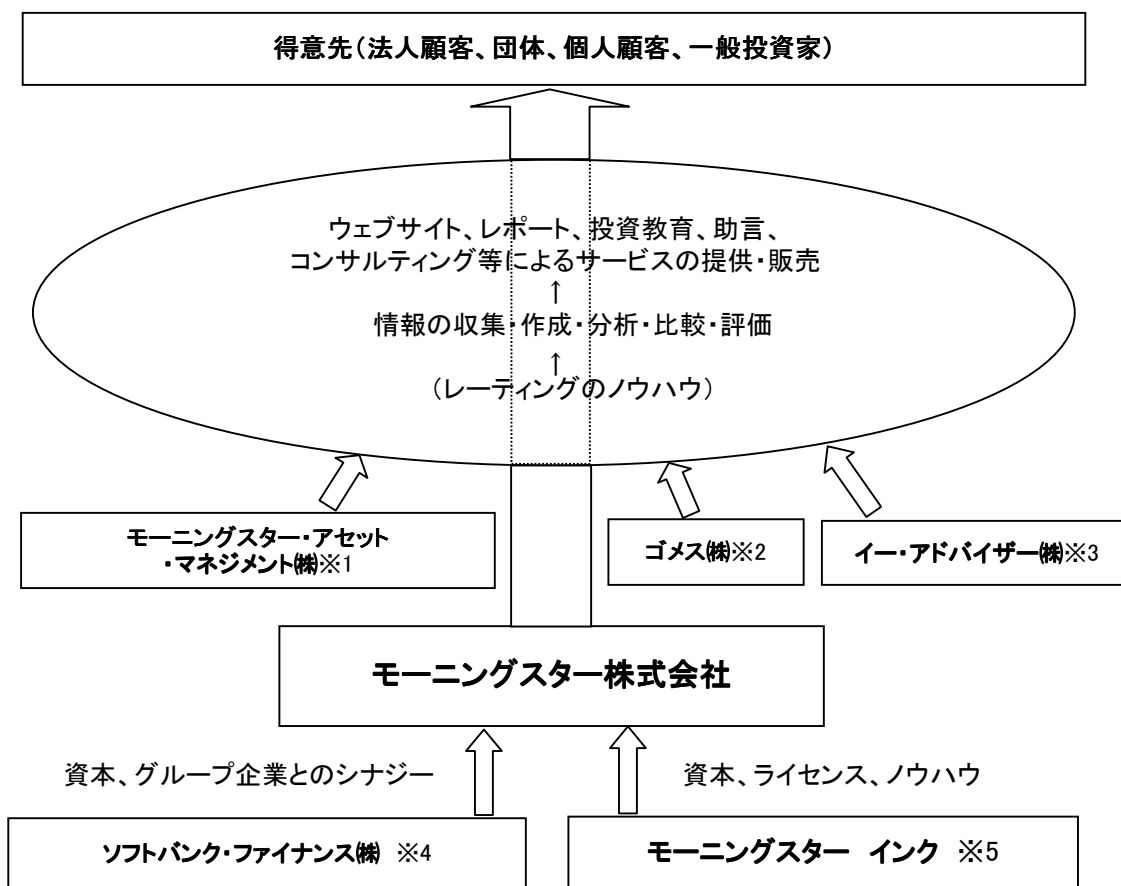 得意先(法人顧客、団体、個人顧客、一般投資家)
ウェブサイト、レポート、投資教育、助言、
コンサルティング等によるサービスの提供・販売
↑
情報の収集・作成・分析・比較・評価
↑
(レーティングのノウハウ)
モーニングスター・アセット
・マネジメント㈱※1
ゴメス㈱※2
イー・アドバイザー㈱※3
モーニングスター株式会社
資本、グループ企業とのシナジー
資本、ライセンス、ノウハウ
ソフトバンク・ファイナンス㈱ ※4
モーニングスター インク ※5